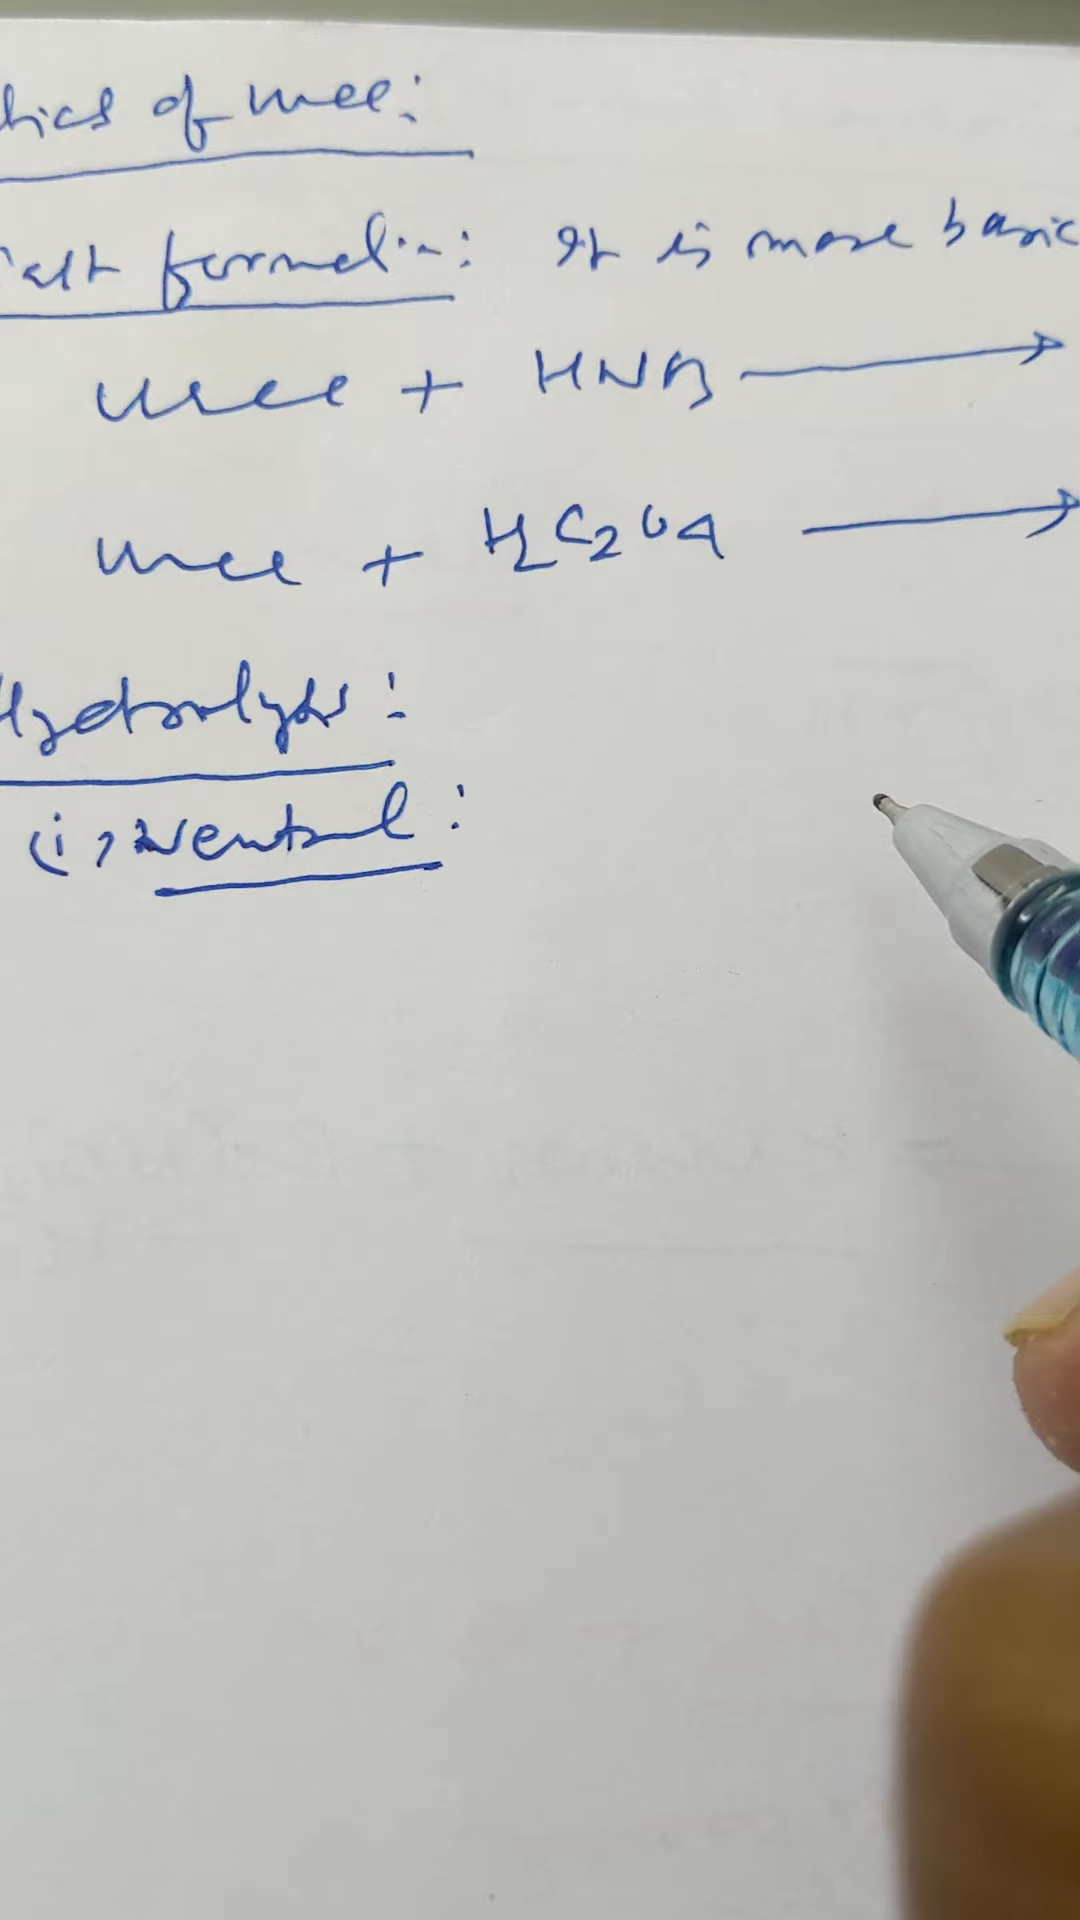 of urea:
salt formation: It is more basic
urea + HNO3 ⟶
urea + H2C2O4 ⟶
Hydrolysis:
(i) Neutral: